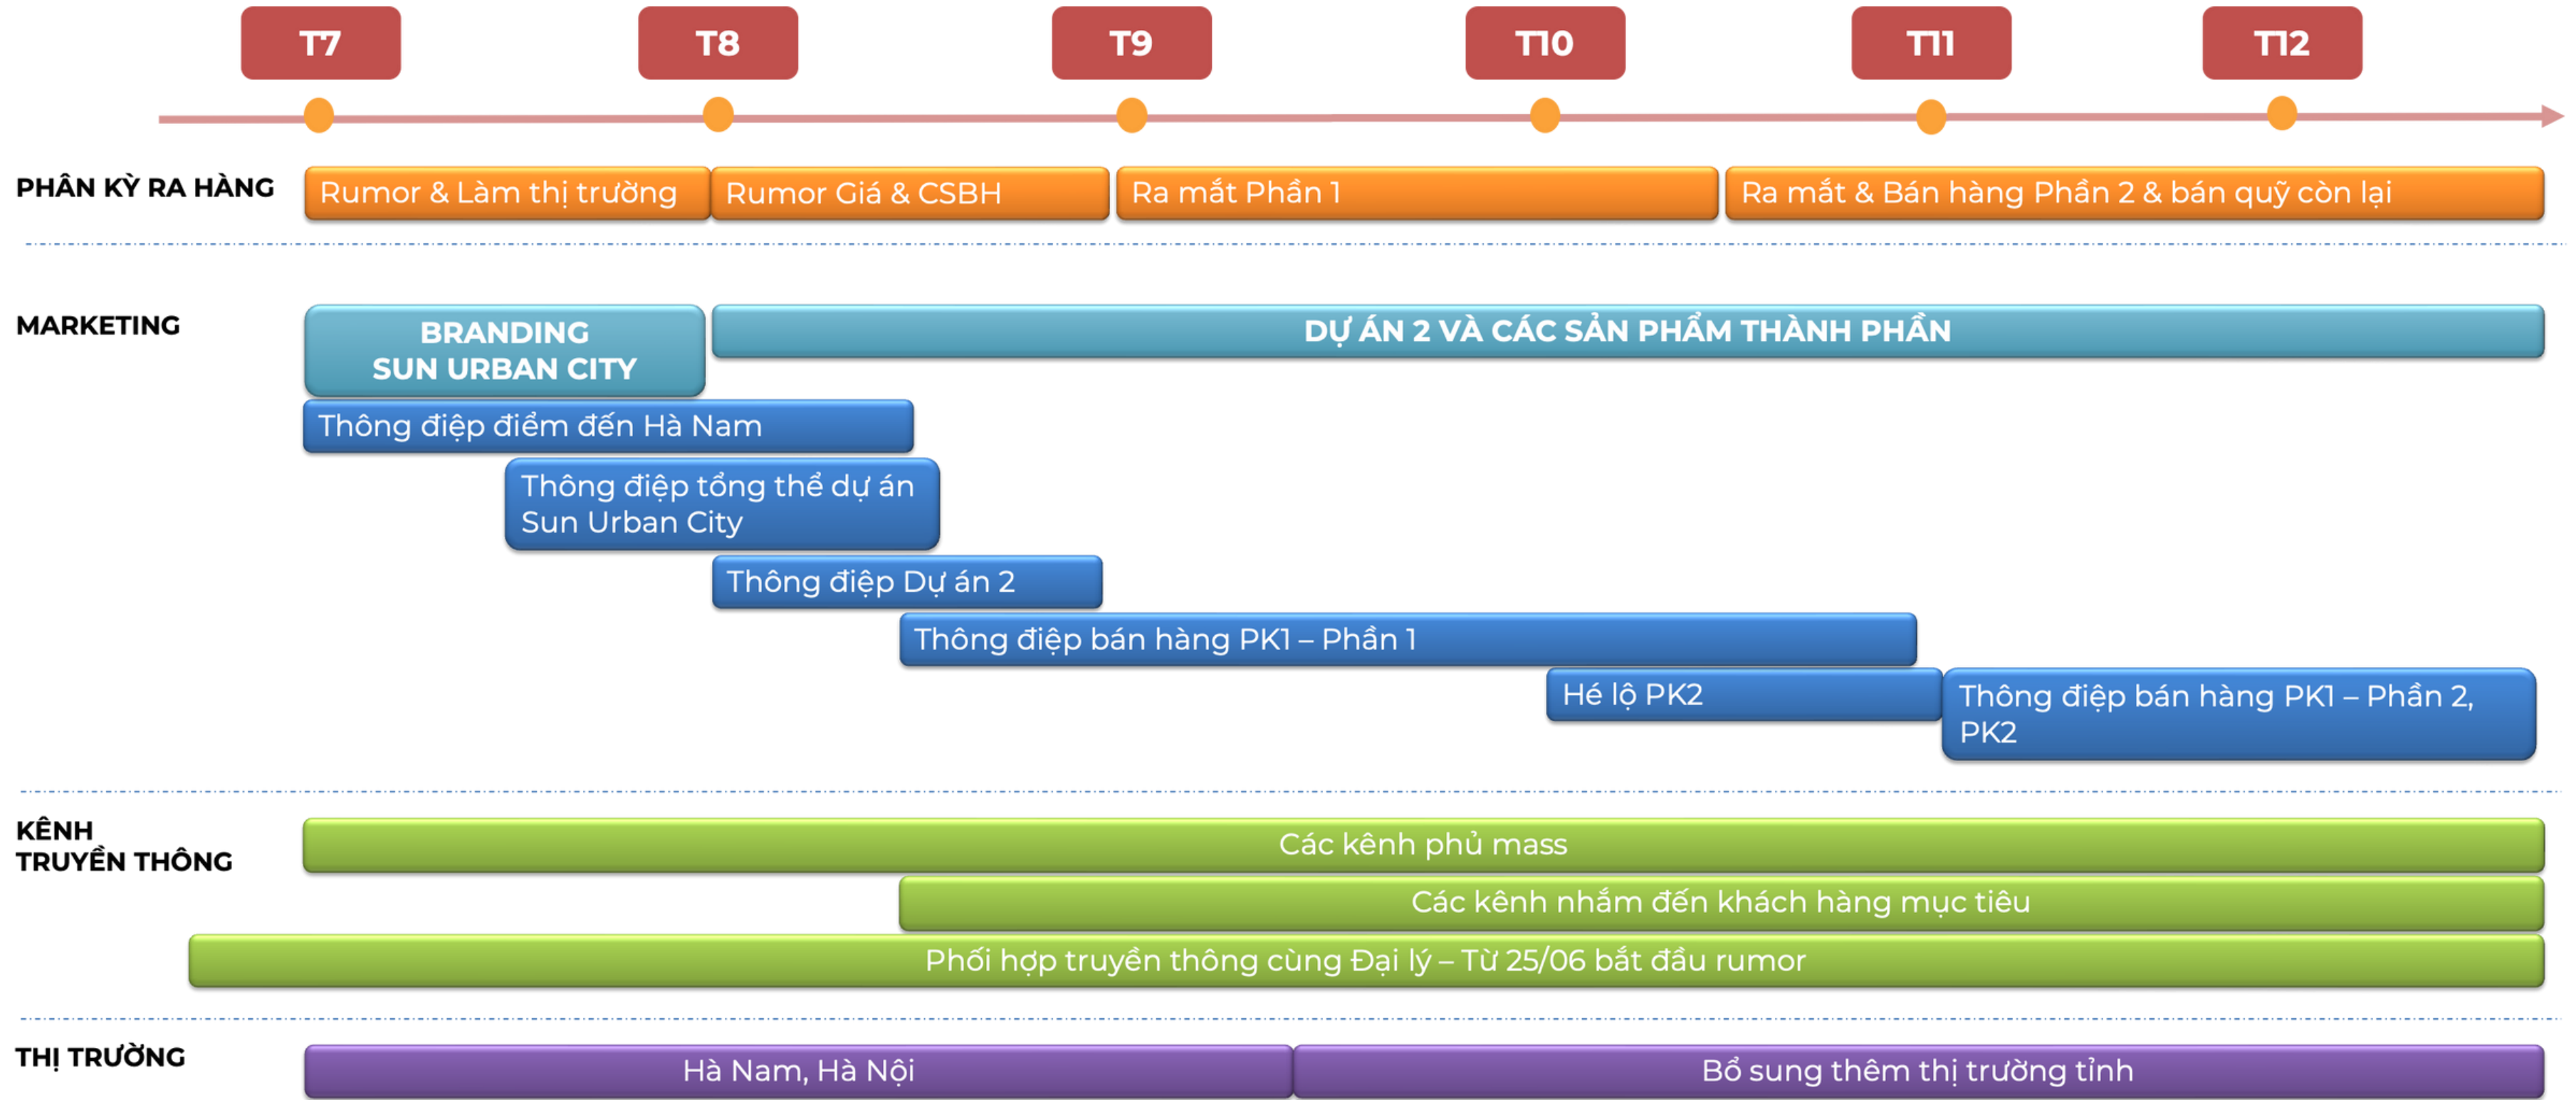 T7
T8
T9
T10
T11
T12
PHÂN KỲ RA HÀNG
Rumor & Làm thị trường
Rumor Giá & CSBH
Ra mắt Phần 1
Ra mắt & Bán hàng Phần 2 & bán quỹ còn lại
MARKETING
BRANDING
SUN URBAN CITY
DỰ ÁN 2 VÀ CÁC SẢN PHẨM THÀNH PHẦN
Thông điệp điểm đến Hà Nam
Thông điệp tổng thể dự án
Sun Urban City
Thông điệp Dự án 2
Thông điệp bán hàng PK1 – Phần 1
Hé lộ PK2
Thông điệp bán hàng PK1 – Phần 2,
PK2
KÊNH
TRUYỀN THÔNG
Các kênh phủ mass
Các kênh nhắm đến khách hàng mục tiêu
Phối hợp truyền thông cùng Đại lý – Từ 25/06 bắt đầu rumor
THỊ TRƯỜNG
Hà Nam, Hà Nội
Bổ sung thêm thị trường tỉnh